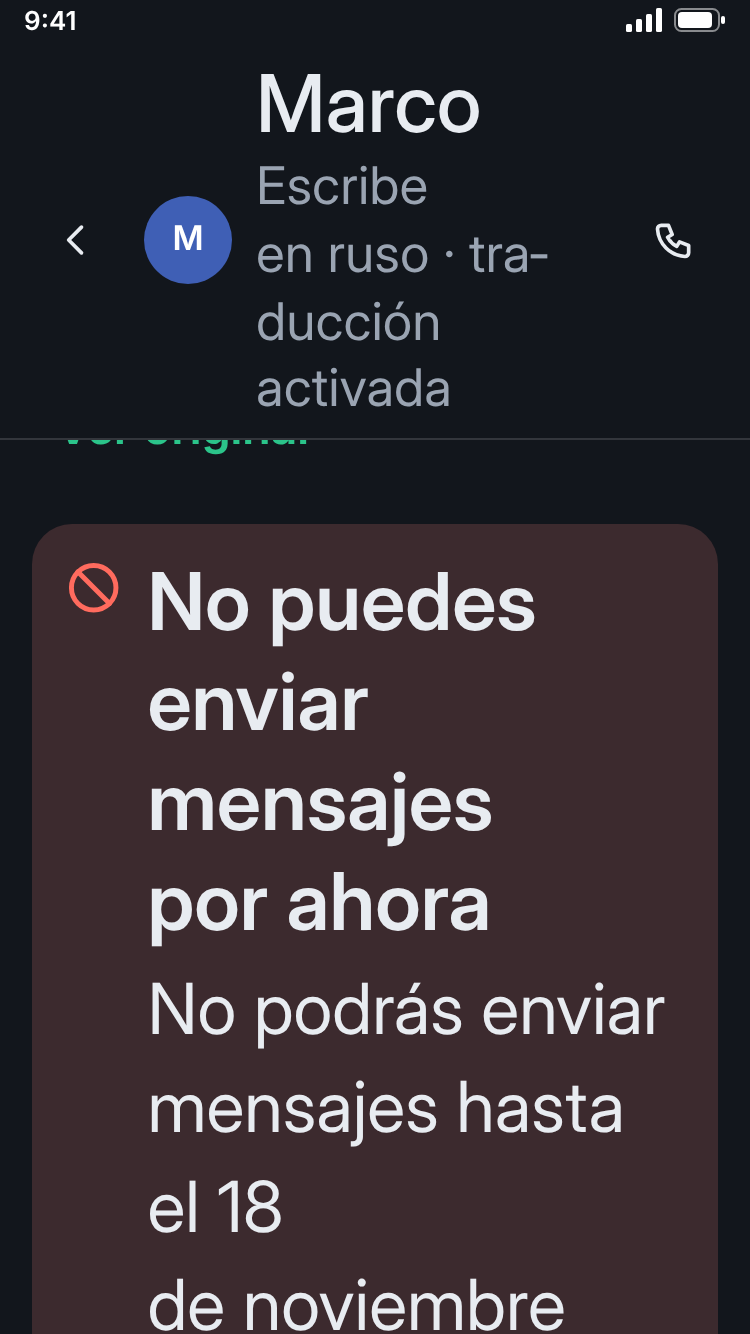 9:41
Marco
M
Escribe
en ruso · tra-
ducción
activada
No puedes
enviar
mensajes
por ahora
No podrás enviar
mensajes hasta
el 18
de noviembre